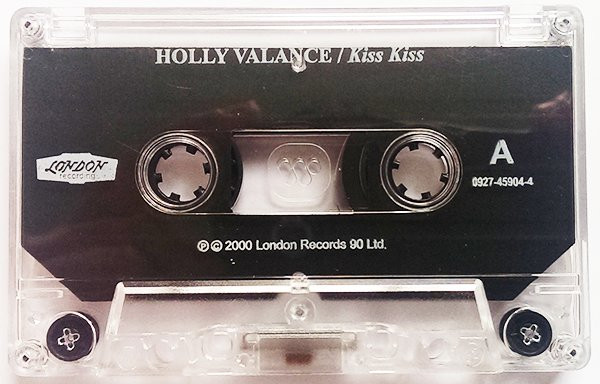 HOLLY VALANCE / Kiss Kiss
LONDON
recordings
A
0927-45904-4
℗ © 2000 London Records 90 Ltd.